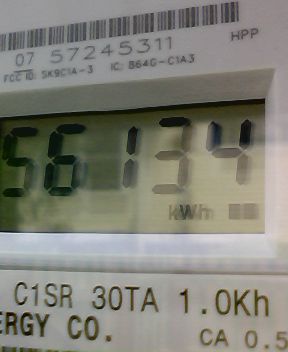 HPP
07 57245311
FCC ID: SK9C1A-3 IC: 864G-C1A3
56134
kWh
C1SR 30TA 1.0Kh
ERGY CO.
CA 0.5